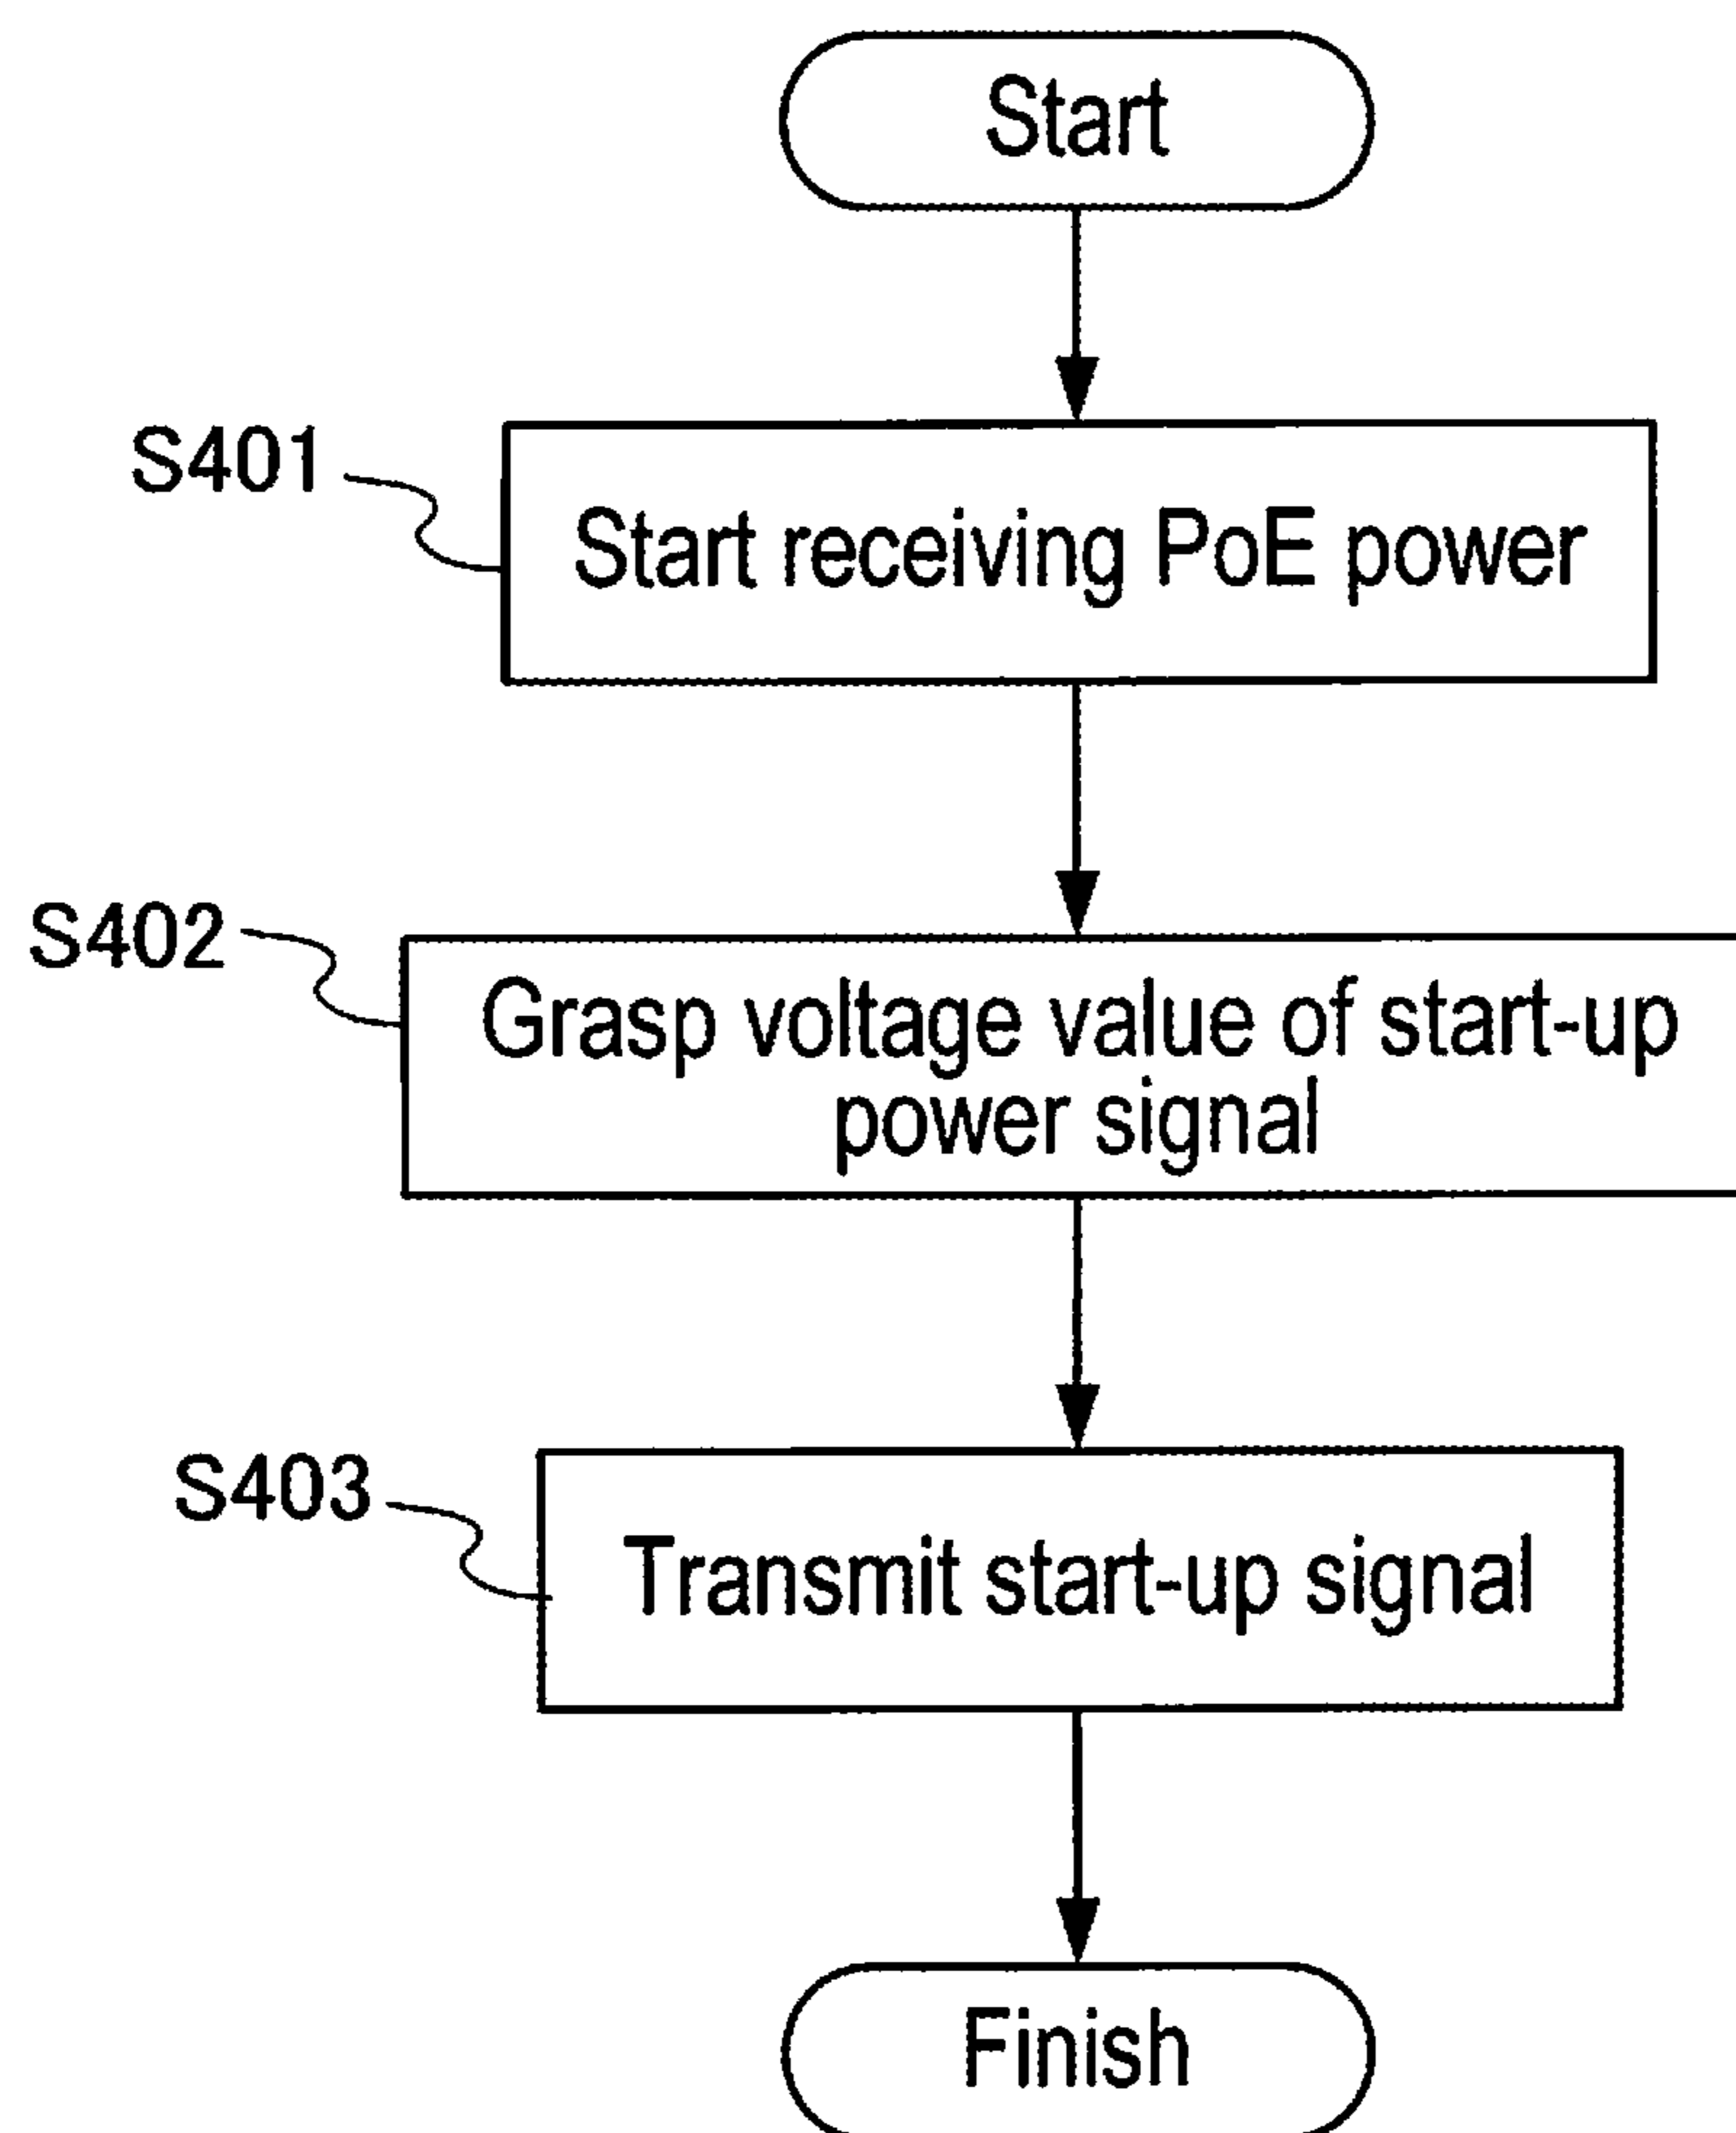 Start
S401
Start receiving PoE power
S402
Grasp voltage value of start-up
power signal
S403
Transmit start-up signal
Finish